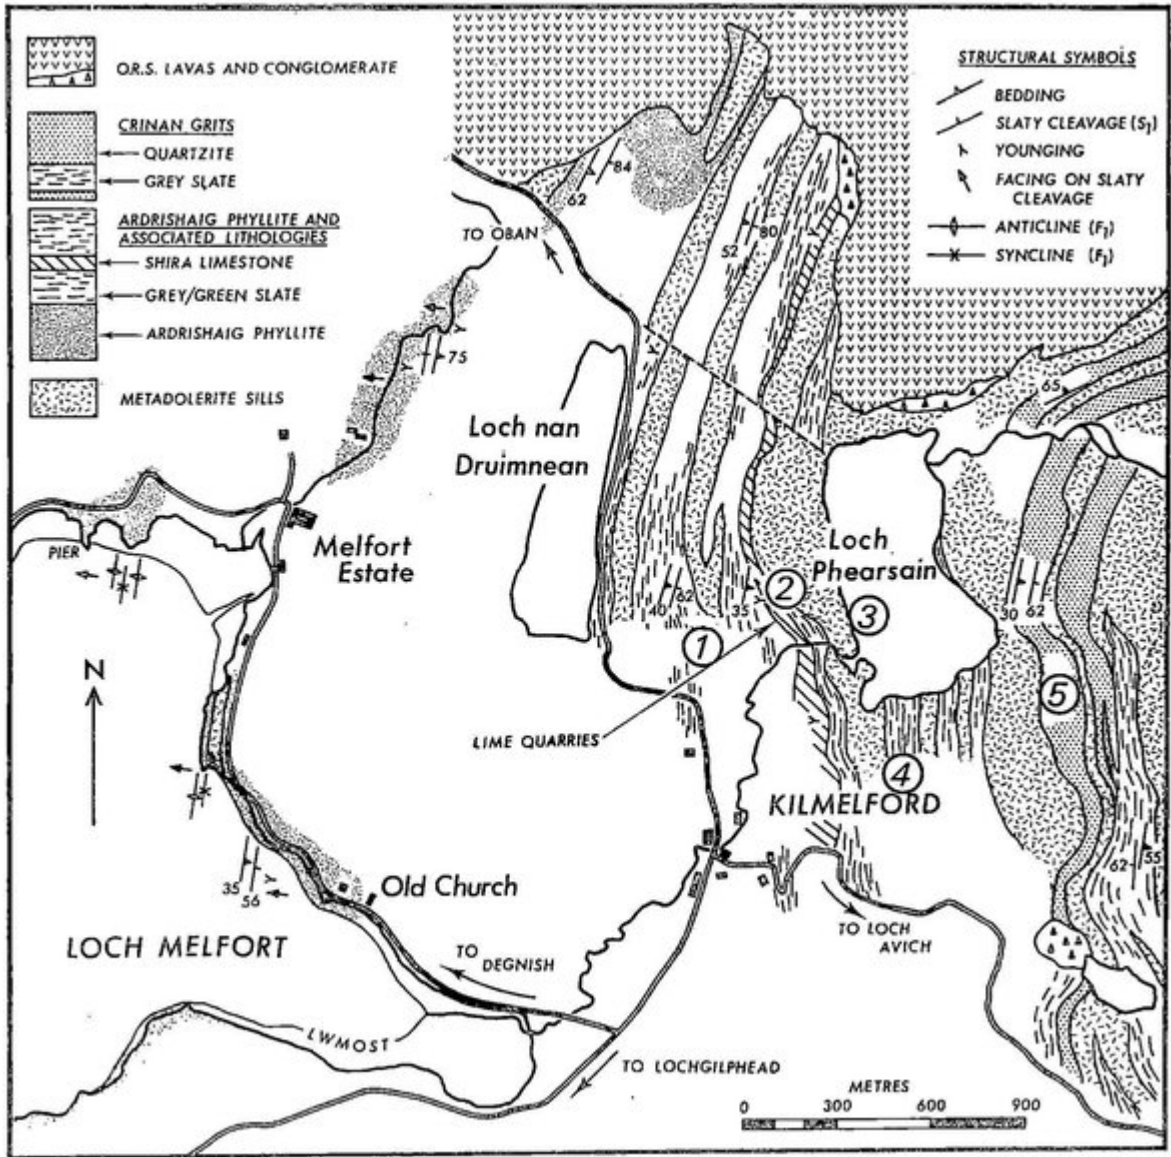 O.R.S. LAVAS AND CONGLOMERATE
CRINAN GRITS
QUARTZITE
GREY SLATE
ARDRISHAIG PHYLLITE AND
ASSOCIATED LITHOLOGIES
SHIRA LIMESTONE
GREY/GREEN SLATE
ARDRISHAIG PHYLLITE
METADOLERITE SILLS
STRUCTURAL SYMBOLS
BEDDING
SLATY CLEAVAGE (S1)
YOUNGING
FACING ON SLATY
CLEAVAGE
ANTICLINE (F1)
SYNCLINE (F1)
84
62
TO OBAN
80
52
65
75
Loch nan
Druimnean
Loch
Phearsain
PIER
Melfort
Estate
2
3
40
62
35
30
62
1
5
N
LIME QUARRIES
4
KILMELFORD
62
55
35
56
Old Church
LOCH MELFORT
TO
DEGNISH
TO LOCH
AVICH
LWMOST
TO LOCHGILPHEAD
METRES
0 300 600 900